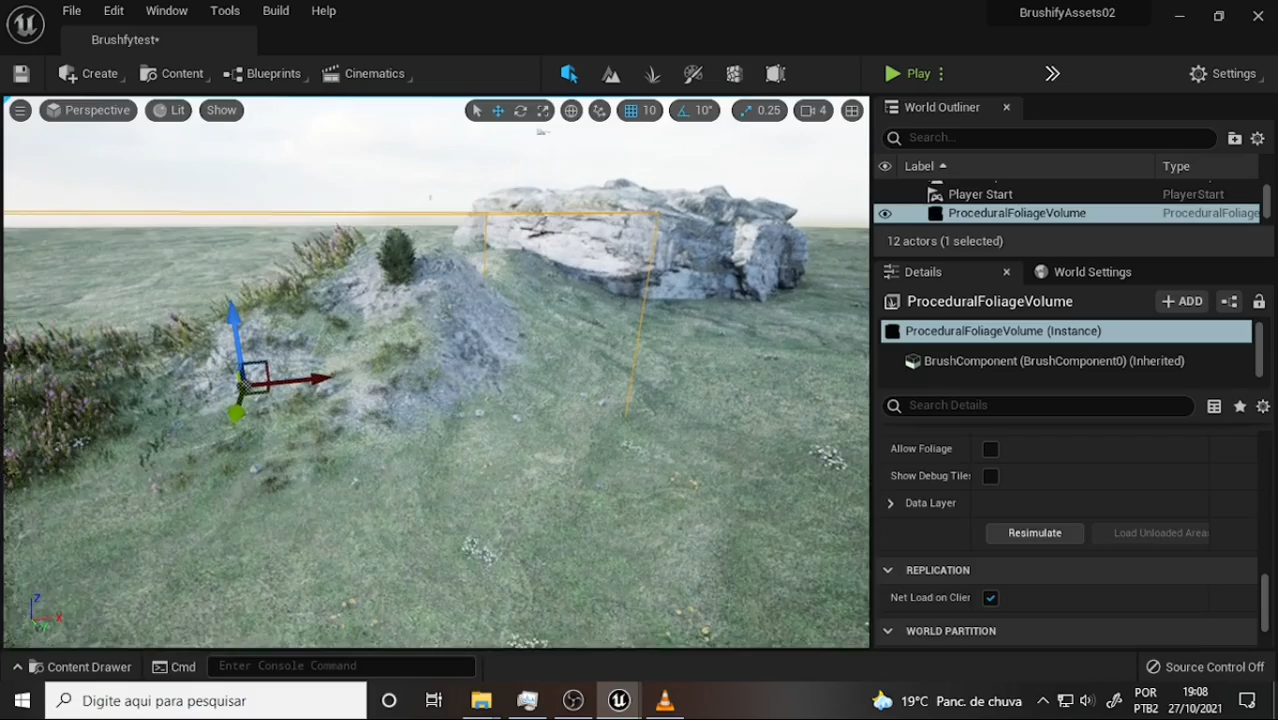 File Edit Window Tools Build Help
BrushifyAssets02
Brushfytest*
Create Content Blueprints Cinematics Play Settings
Perspective Lit Show 10 10° 0.25 4
World Outliner
Search...
Label Type
Player Start PlayerStart
ProceduralFoliageVolume ProceduralFoliage
12 actors (1 selected)
Details World Settings
ProceduralFoliageVolume + ADD
ProceduralFoliageVolume (Instance)
BrushComponent (BrushComponent0) (Inherited)
Search Details
Allow Foliage
Show Debug Tiles
Data Layer
Resimulate Load Unloaded Areas
REPLICATION
Net Load on Clien
WORLD PARTITION
Z
X
Y
Content Drawer Cmd Enter Console Command Source Control Off
Digite aqui para pesquisar 19°C Panc. de chuva POR 19:08
PTB2 27/10/2021